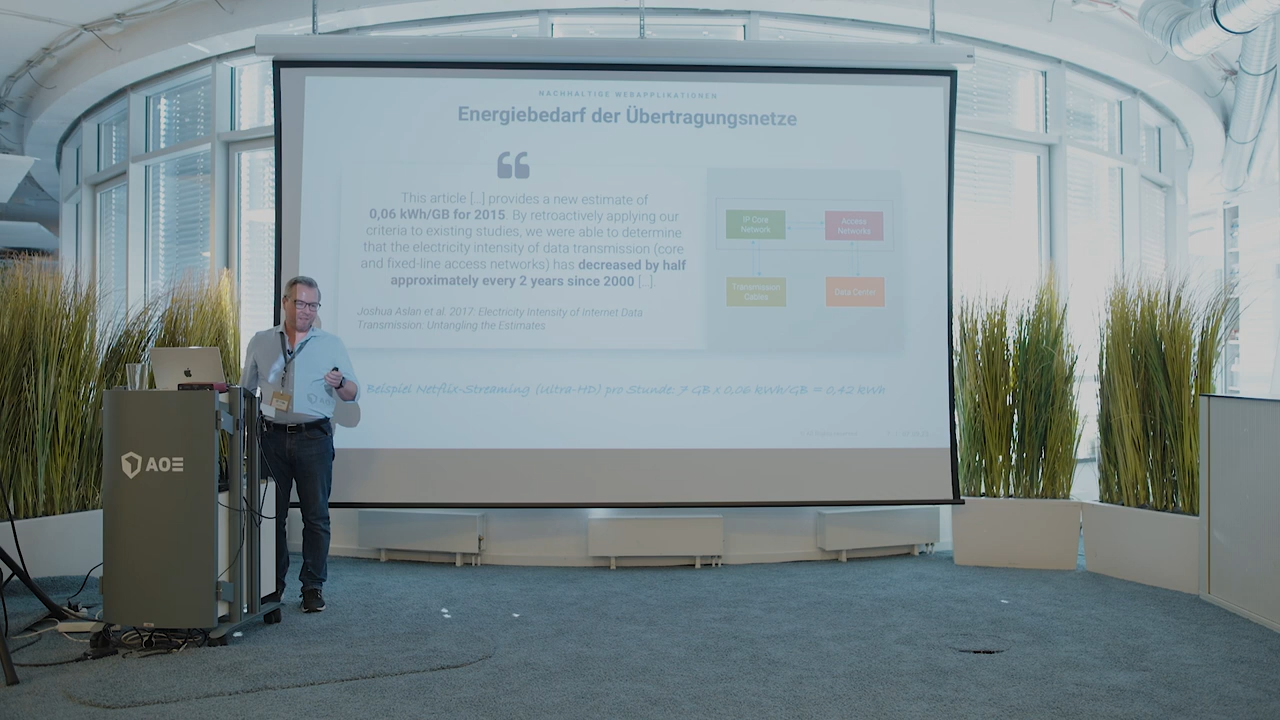 NACHHALTIGE WEBAPPLIKATIONEN
Energiebedarf der Übertragungsnetze
This article [...] provides a new estimate of
0,06 kWh/GB for 2015. By retroactively applying our
criteria to existing studies, we were able to determine
that the electricity intensity of data transmission (core
and fixed-line access networks) has decreased by half
approximately every 2 years since 2000 [...].
Joshua Aslan et al. 2017. Electricity Intensity of Internet Data
Transmission: Untangling the Estimates
IP Core
Network
Access
Networks
Transmission
Cables
Data Center
Beispiel Netflix-Streaming (Ultra-HD) pro Stunde: 7 GB x 0,06 kWh/GB = 0,42 kWh
AOE